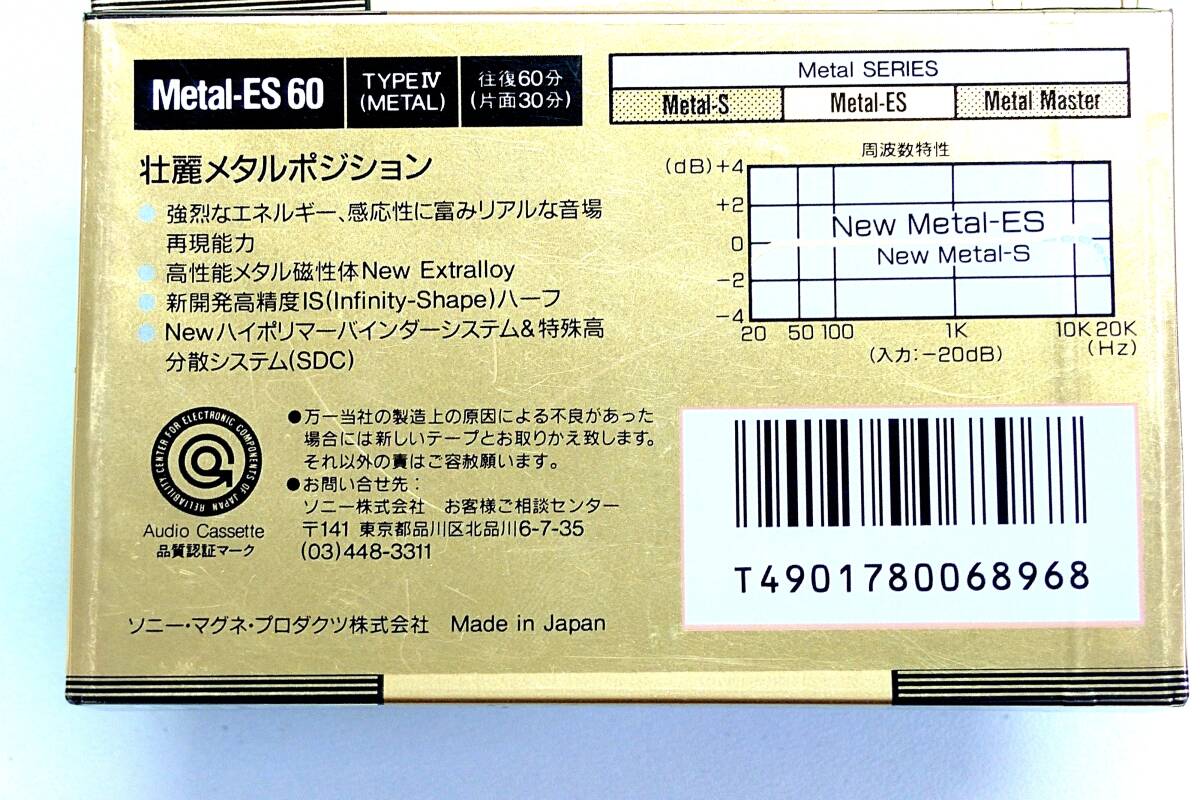 Metal-ES 60
TYPE Ⅳ
(METAL)
往復60分
(片面30分)
Metal SERIES
Metal-S
Metal-ES
Metal Master
壮麗メタルポジション
強烈なエネルギー、感応性に富みリアルな音場
再現能力
高性能メタル磁性体New Extralloy
新開発高精度IS(Infinity-Shape)ハーフ
Newハイポリマーバインダーシステム&特殊高
分散システム(SDC)
周波数特性
(dB)+4
+2
0
-2
-4
New Metal-ES
New Metal-S
20 50 100 1K 10K 20K
(Hz)
(入力:-20dB)
RELIABILITY CENTER FOR ELECTRONIC COMPONENTS OF JAPAN
Audio Cassette
品質認証マーク
●万一当社の製造上の原因による不良があった
場合には新しいテープとお取りかえ致します。
それ以外の責はご容赦願います。
●お問い合せ先:
ソニー株式会社 お客様ご相談センター
〒141 東京都品川区北品川6-7-35
(03)448-3311
T4901780068968
ソニー・マグネ・プロダクツ株式会社 Made in Japan